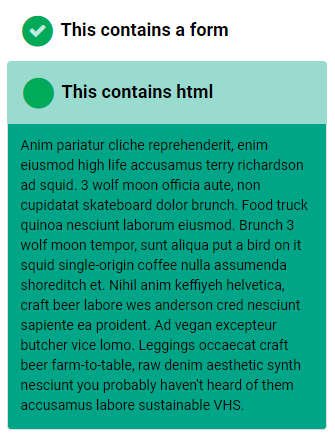 This contains a form
This contains html
Anim pariatur cliche reprehenderit, enim
eiusmod high life accusamus terry richardson
ad squid. 3 wolf moon officia aute, non
cupidatat skateboard dolor brunch. Food truck
quinoa nesciunt laborum eiusmod. Brunch 3
wolf moon tempor, sunt aliqua put a bird on it
squid single-origin coffee nulla assumenda
shoreditch et. Nihil anim keffiyeh helvetica,
craft beer labore wes anderson cred nesciunt
sapiente ea proident. Ad vegan excepteur
butcher vice lomo. Leggings occaecat craft
beer farm-to-table, raw denim aesthetic synth
nesciunt you probably haven't heard of them
accusamus labore sustainable VHS.